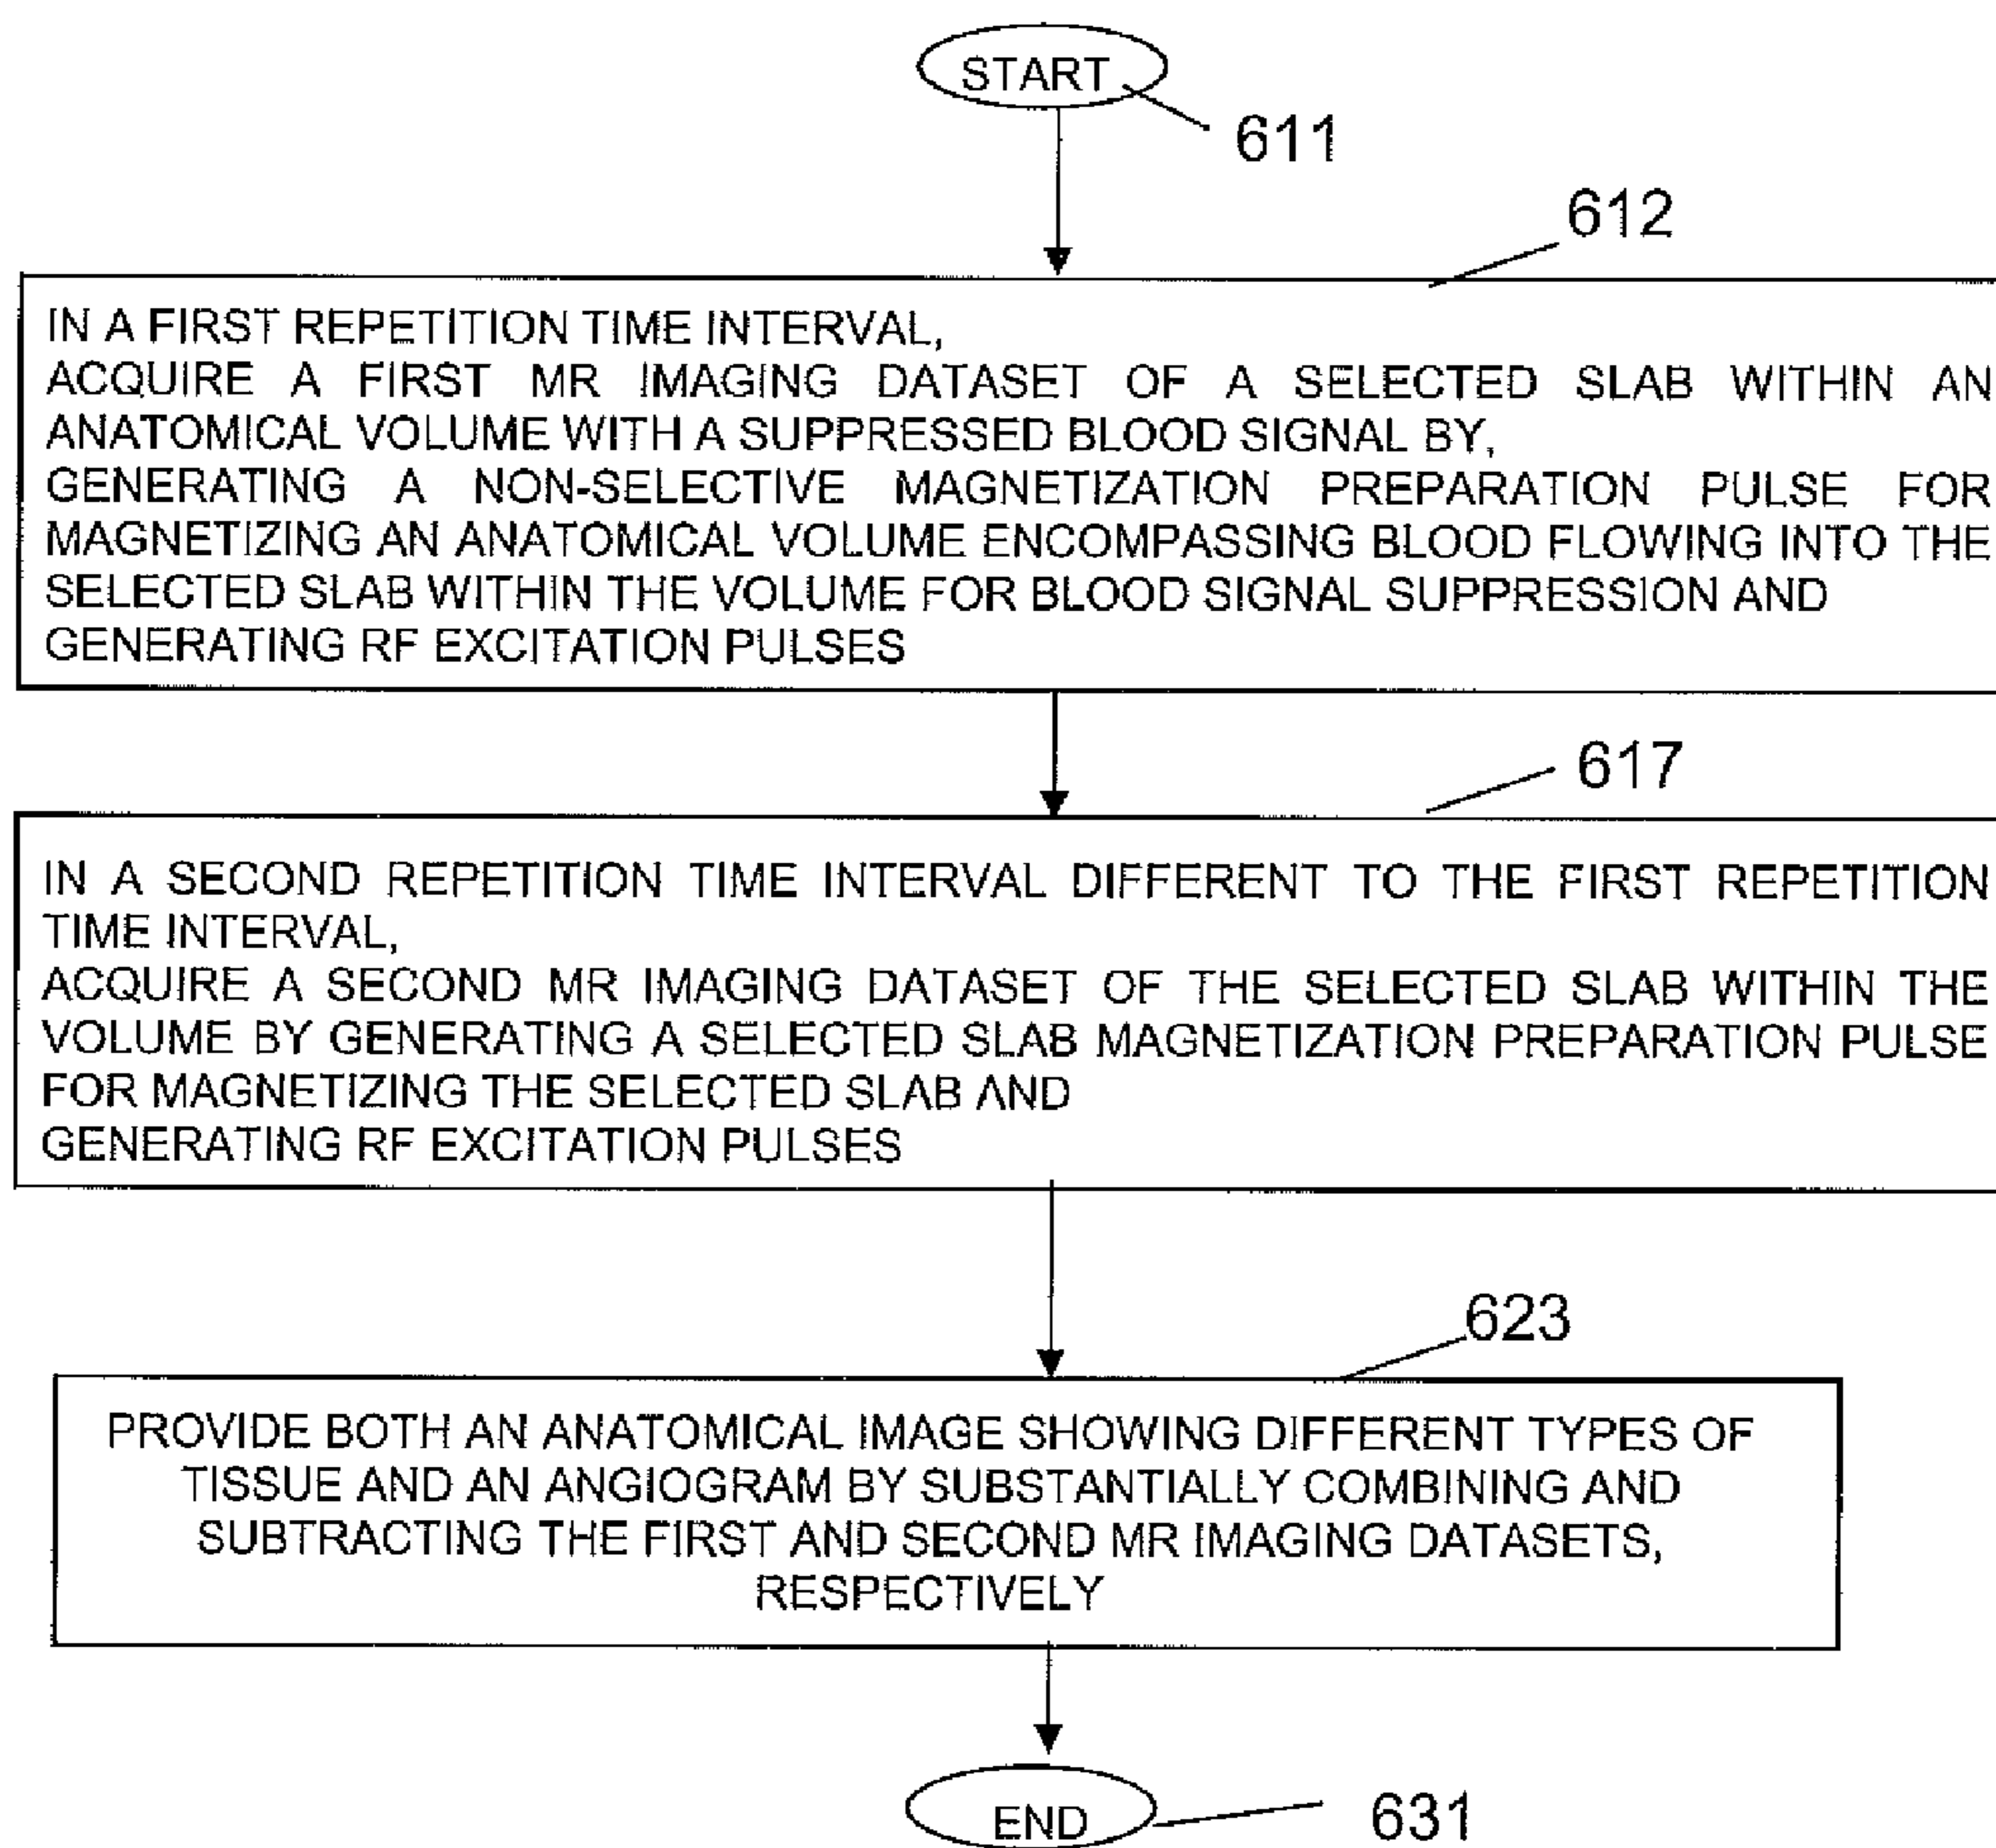 START
611
612
IN A FIRST REPETITION TIME INTERVAL,
ACQUIRE A FIRST MR IMAGING DATASET OF A SELECTED SLAB WITHIN AN
ANATOMICAL VOLUME WITH A SUPPRESSED BLOOD SIGNAL BY,
GENERATING A NON-SELECTIVE MAGNETIZATION PREPARATION PULSE FOR
MAGNETIZING AN ANATOMICAL VOLUME ENCOMPASSING BLOOD FLOWING INTO THE
SELECTED SLAB WITHIN THE VOLUME FOR BLOOD SIGNAL SUPPRESSION AND
GENERATING RF EXCITATION PULSES
617
IN A SECOND REPETITION TIME INTERVAL DIFFERENT TO THE FIRST REPETITION
TIME INTERVAL,
ACQUIRE A SECOND MR IMAGING DATASET OF THE SELECTED SLAB WITHIN THE
VOLUME BY GENERATING A SELECTED SLAB MAGNETIZATION PREPARATION PULSE
FOR MAGNETIZING THE SELECTED SLAB AND
GENERATING RF EXCITATION PULSES
623
PROVIDE BOTH AN ANATOMICAL IMAGE SHOWING DIFFERENT TYPES OF
TISSUE AND AN ANGIOGRAM BY SUBSTANTIALLY COMBINING AND
SUBTRACTING THE FIRST AND SECOND MR IMAGING DATASETS,
RESPECTIVELY
END
631